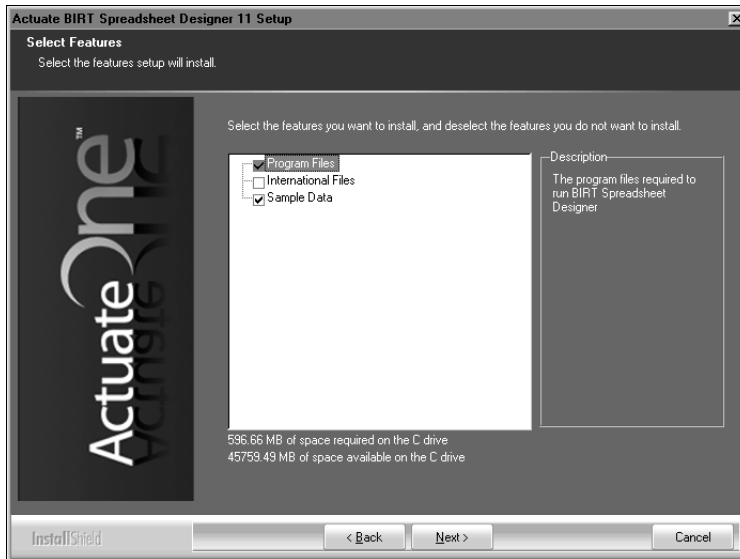 Actuate BIRT Spreadsheet Designer 11 Setup
Select Features
Select the features setup will install.
Select the features you want to install, and deselect the features you do not want to install.
Program Files
International Files
Sample Data
Description
The program files required to
run BIRT Spreadsheet
Designer
ActuateOne™
596.66 MB of space required on the C drive
45759.49 MB of space available on the C drive
InstallShield
< Back
Next >
Cancel